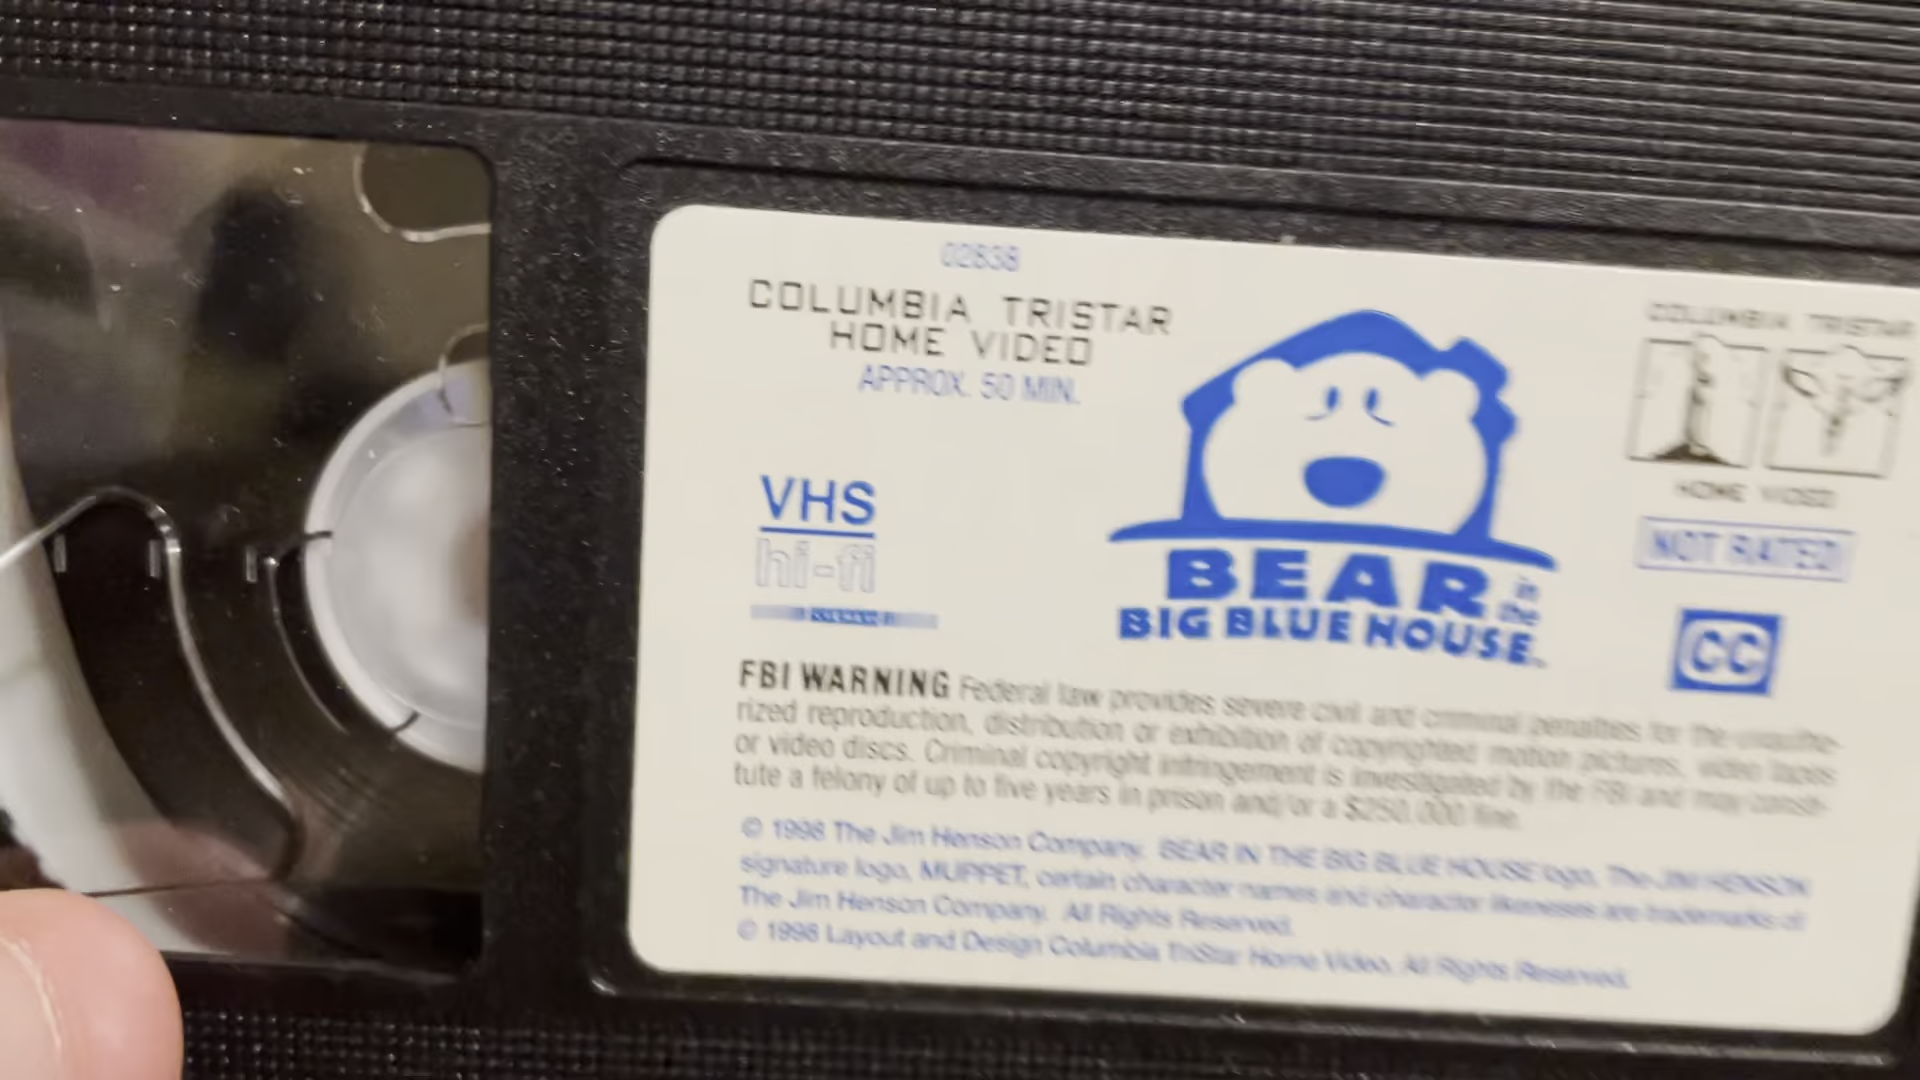 02838
COLUMBIA TRISTAR
HOME VIDEO
APPROX. 50 MIN.
VHS
hi-fi
BEAR in
the
BIG BLUE HOUSE.
COLUMBIA TRISTAR
HOME VIDEO
NOT RATED
CC
FBI WARNING Federal law provides severe civil and criminal penalties for the unautho-
rized reproduction, distribution or exhibition of copyrighted motion pictures, video tapes
or video discs. Criminal copyright infringement is investigated by the FBI and may consti-
tute a felony of up to five years in prison and/or a $250,000 fine.
© 1998 The Jim Henson Company. BEAR IN THE BIG BLUE HOUSE logo, The JIM HENSON
signature logo, MUPPET, certain character names and character likenesses are trademarks of
The Jim Henson Company. All Rights Reserved.
© 1998 Layout and Design Columbia TriStar Home Video. All Rights Reserved.